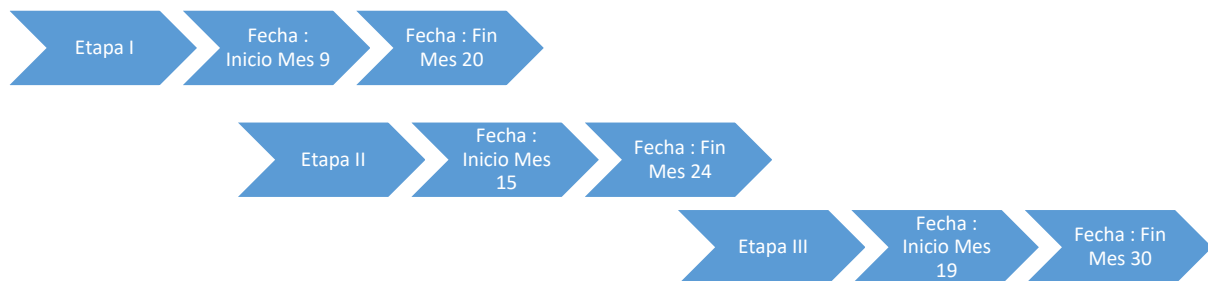 Etapa I
Fecha :
Inicio Mes 9
Fecha : Fin
Mes 20
Etapa II
Fecha :
Inicio Mes
15
Fecha : Fin
Mes 24
Etapa III
Fecha :
Inicio Mes
19
Fecha : Fin
Mes 30